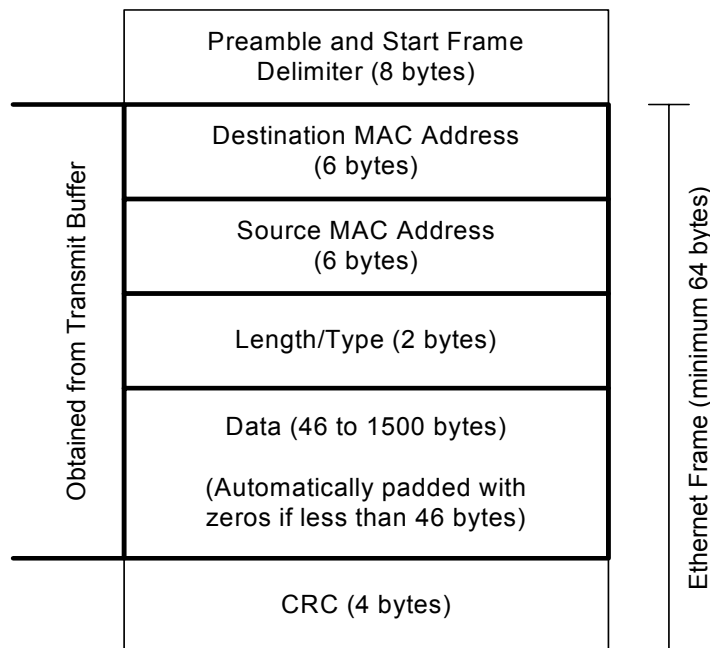 Preamble and Start Frame
Delimiter (8 bytes)
Destination MAC Address
(6 bytes)
Source MAC Address
(6 bytes)
Length/Type (2 bytes)
Data (46 to 1500 bytes)
(Automatically padded with
zeros if less than 46 bytes)
CRC (4 bytes)
Obtained from Transmit Buffer
Ethernet Frame (minimum 64 bytes)